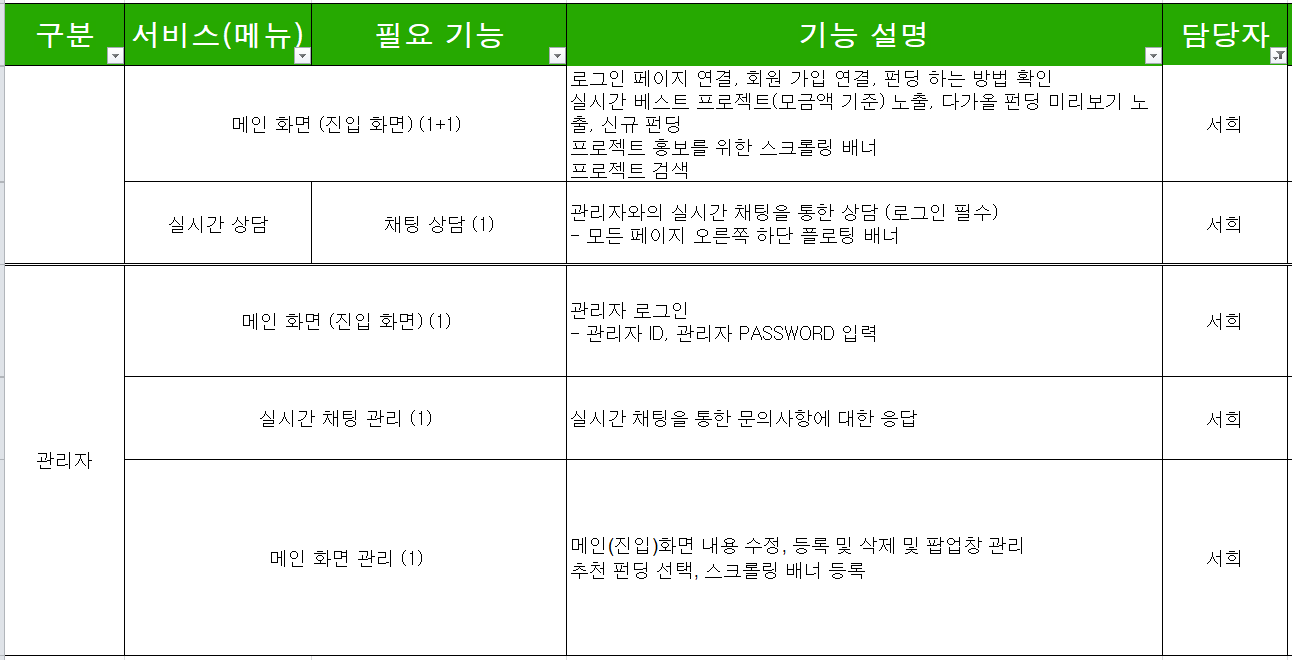 구분 서비스(메뉴) 필요 기능 기능 설명 담당자
메인 화면 (진입 화면) (1+1)
로그인 페이지 연결, 회원 가입 연결, 펀딩 하는 방법 확인
실시간 베스트 프로젝트(모금액 기준) 노출, 다가올 펀딩 미리보기 노
출, 신규 펀딩
프로젝트 홍보를 위한 스크롤링 배너
프로젝트 검색
서희
실시간 상담
채팅 상담 (1)
관리자와의 실시간 채팅을 통한 상담 (로그인 필수)
- 모든 페이지 오른쪽 하단 플로팅 배너
서희
관리자
메인 화면 (진입 화면) (1)
관리자 로그인
- 관리자 ID, 관리자 PASSWORD 입력
서희
실시간 채팅 관리 (1)
실시간 채팅을 통한 문의사항에 대한 응답
서희
메인 화면 관리 (1)
메인(진입)화면 내용 수정, 등록 및 삭제 및 팝업창 관리
추천 펀딩 선택, 스크롤링 배너 등록
서희